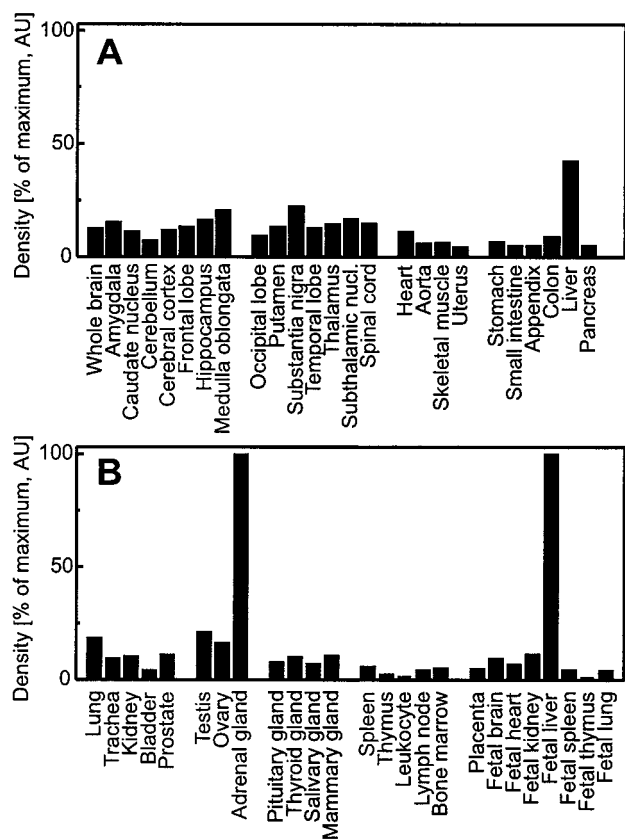 A
Density [% of maximum, AU]
100
50
0
Whole brain
Amygdala
Caudate nucleus
Cerebellum
Cerebral cortex
Frontal lobe
Hippocampus
Medulla oblongata
Occipital lobe
Putamen
Substantia nigra
Temporal lobe
Thalamus
Subthalamic nucl.
Spinal cord
Heart
Aorta
Skeletal muscle
Uterus
Stomach
Small intestine
Appendix
Colon
Liver
Pancreas
B
Density [% of maximum, AU]
100
50
0
Lung
Trachea
Kidney
Bladder
Prostate
Testis
Ovary
Adrenal gland
Pituitary gland
Thyroid gland
Salivary gland
Mammary gland
Spleen
Thymus
Leukocyte
Lymph node
Bone marrow
Placenta
Fetal brain
Fetal heart
Fetal kidney
Fetal liver
Fetal spleen
Fetal thymus
Fetal lung